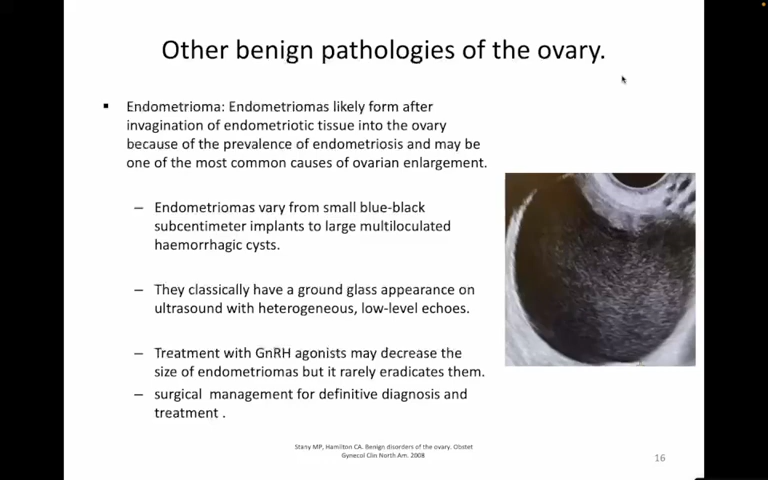 Other benign pathologies of the ovary.
▪ Endometrioma: Endometriomas likely form after
invagination of endometriotic tissue into the ovary
because of the prevalence of endometriosis and may be
one of the most common causes of ovarian enlargement.
– Endometriomas vary from small blue-black
subcentimeter implants to large multiloculated
haemorrhagic cysts.
– They classically have a ground glass appearance on
ultrasound with heterogeneous, low-level echoes.
– Treatment with GnRH agonists may decrease the
size of endometriomas but it rarely eradicates them.
– surgical  management for definitive diagnosis and
treatment .
Stany MP, Hamilton CA. Benign disorders of the ovary. Obstet
Gynecol Clin North Am. 2008
16